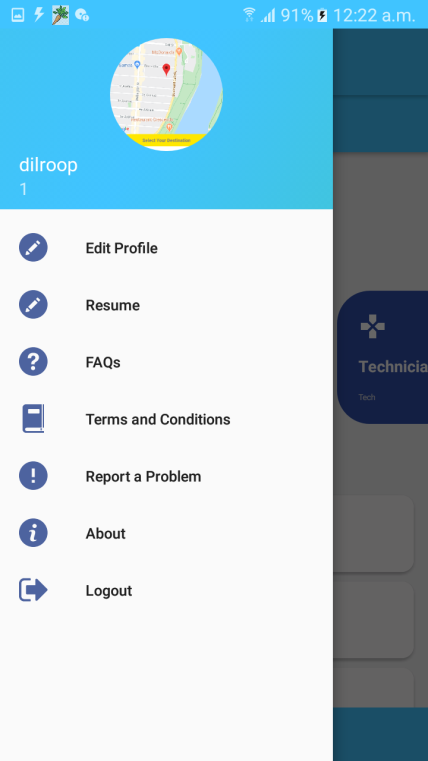 91% 12:22 a.m.
Select Your Destination
dilroop
1
Edit Profile
Resume
FAQs
Terms and Conditions
Report a Problem
About
Logout
Technicia
Tech